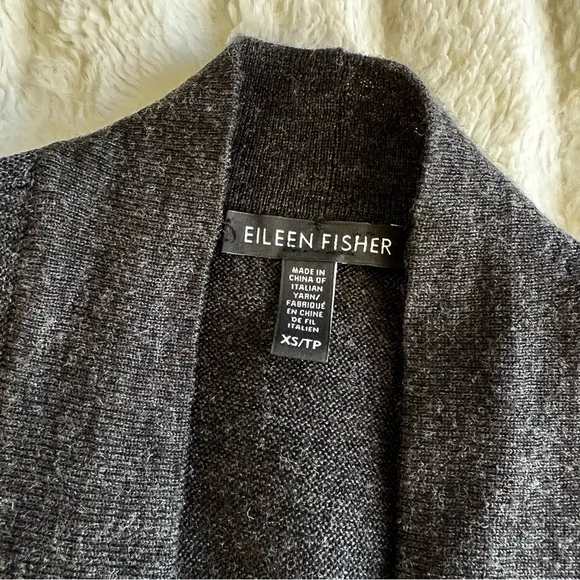 EILEEN FISHER
MADE IN
CHINA OF
ITALIAN
YARN/
FABRIQUÉ
EN CHINE
DE FIL
ITALIEN
XS/TP